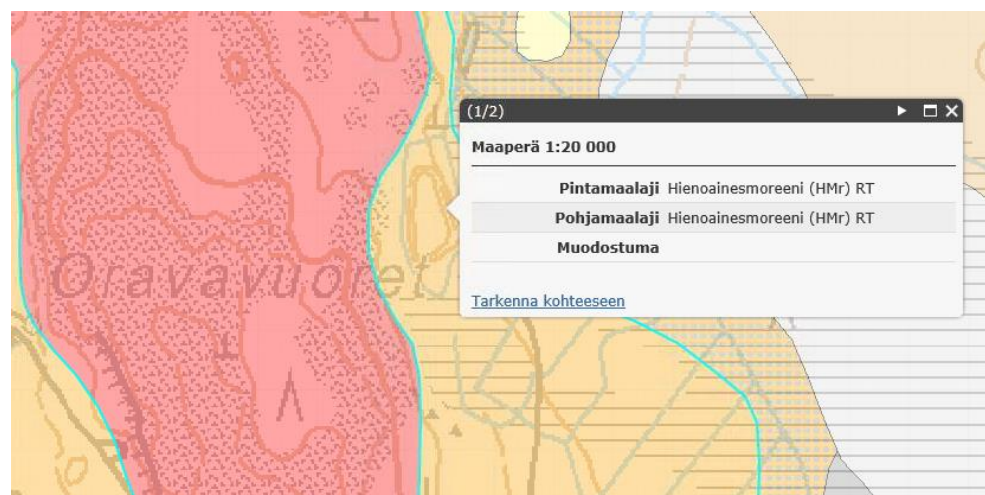 (1/2)
Maaperä 1:20 000
Pintamaalaji Hienoainesmoreeni (HMr) RT
Pohjamaalaji Hienoainesmoreeni (HMr) RT
Muodostuma
Oravavuoret
Tarkenna kohteeseen